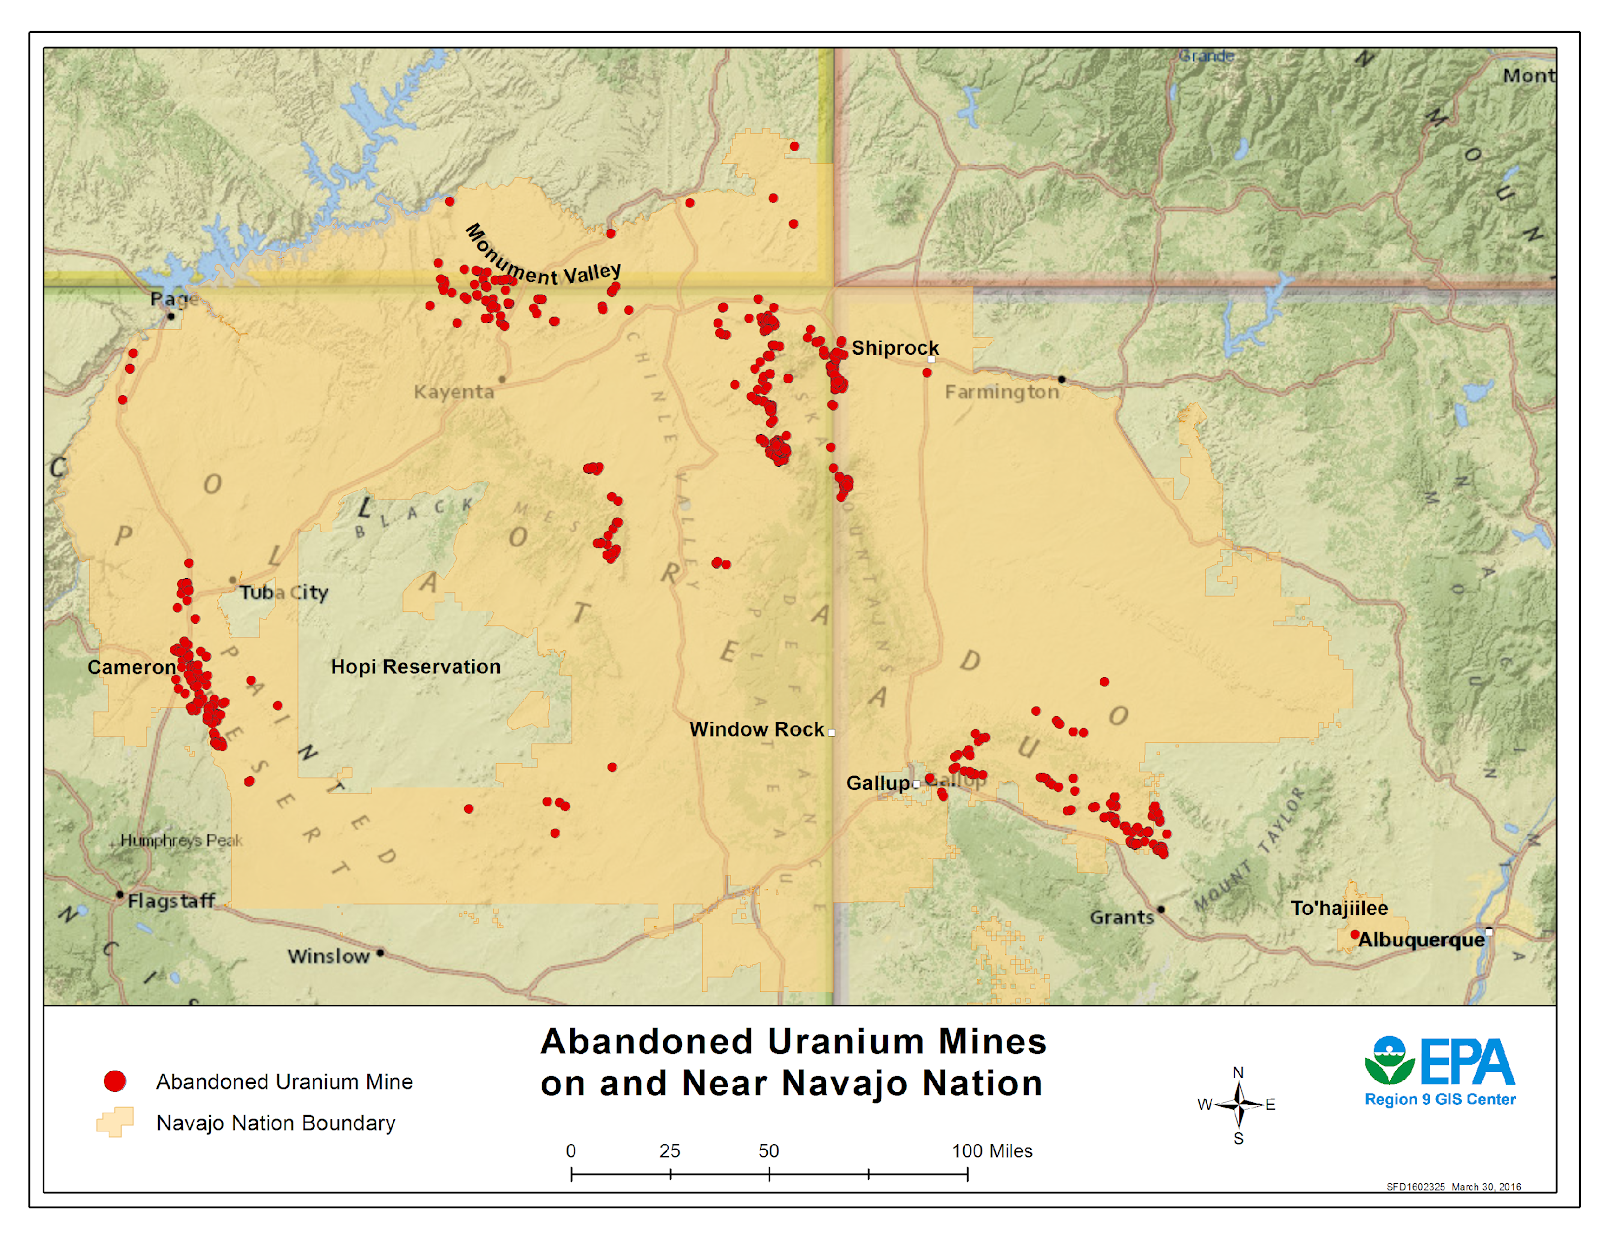 Grande
Mont
Monument Valley
Page
Shiprock
Kayenta
Farmington
CHINLE VALLEY
BLACK MESA
COLORADO
PLATEAU
Tuba City
Cameron
Hopi Reservation
PAINTED
DESERT
DEFIANCE
PLATEAU
Window Rock
Gallup
Gallup
Humphreys Peak
MOUNT TAYLOR
Flagstaff
Grants
To'hajiilee
Albuquerque
Winslow
Abandoned Uranium Mines
on and Near Navajo Nation
Abandoned Uranium Mine
Navajo Nation Boundary
0 25 50 100 Miles
N
W E
S
EPA
Region 9 GIS Center
SFD1602325 March 30, 2016